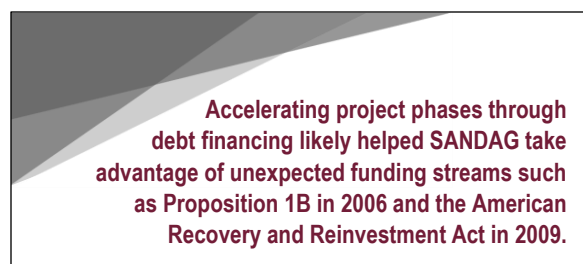 Accelerating project phases through
debt financing likely helped SANDAG take
advantage of unexpected funding streams such
as Proposition 1B in 2006 and the American
Recovery and Reinvestment Act in 2009.